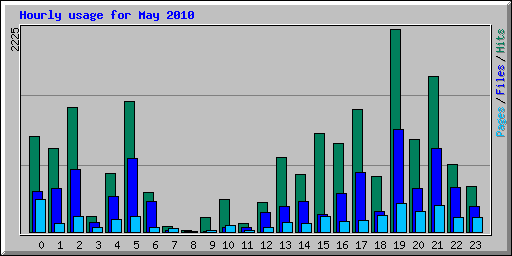 Hourly usage for May 2010
2225
Pages / Files / Hits
0 1 2 3 4 5 6 7 8 9 10 11 12 13 14 15 16 17 18 19 20 21 22 23